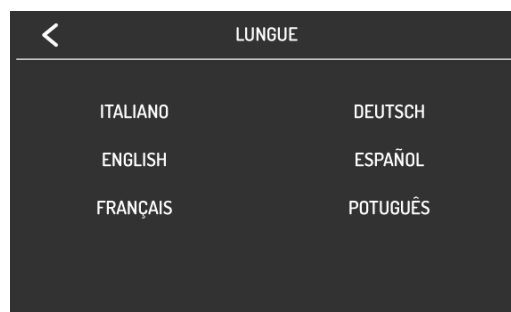 LUNGUE
ITALIANO
DEUTSCH
ENGLISH
ESPAÑOL
FRANÇAIS
POTUGUÊS